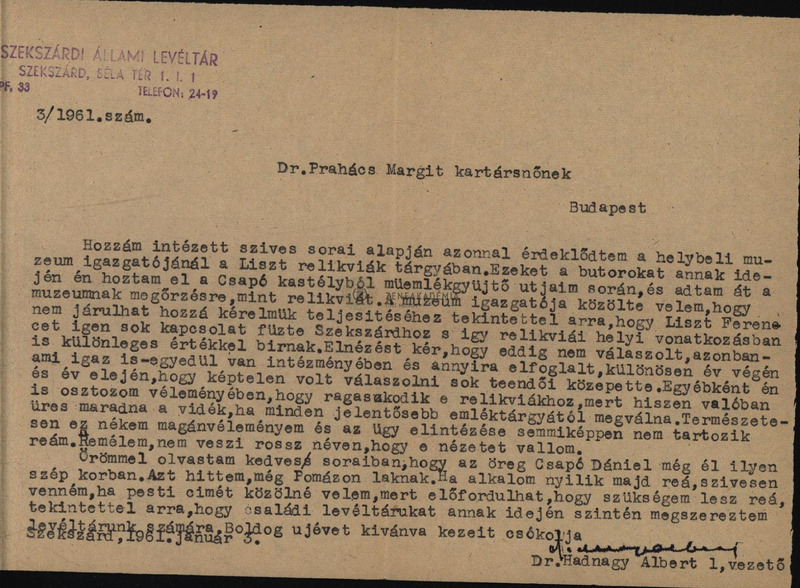 SZEKSZÁRDI ÁLLAMI LEVÉLTÁR
SZEKSZÁRD, BÉLA TÉR 1. I. 1
PF. 33 TELEFON: 24-19
3/1961.szám.
Dr.Prahács Margit kartársnőnek
Budapest
Hozzám intézett szives sorai alapján azonnal érdeklődtem a helybeli mu-
zeum igazgatójánál a Liszt relikviák tárgyában.Ezeket a butorokat annak ide-
jén én hoztam el a Csapó kastélyból müemlékgyüjtő utjaim során,és adtam át a
muzeumnak megőrzésre,mint relikviát.A muzeum igazgatója közölte velem,hogy
nem járulhat hozzá kérelmük teljesitéséhez tekintettel arra,hogy Liszt Feren-
cet igen sok kapcsolat füzte Szekszárdhoz s igy relikviái helyi vonatkozásban
is különleges értékkel birnak.Elnézést kér,hogy eddig nem válaszolt,azonban-
ami igaz is-egyedül van intézményében és annyira elfoglalt,különösen év végén
és év elején,hogy képtelen volt válaszolni sok teendői közepette.Egyébként én
is osztozom véleményében,hogy ragaszkodik e relikviákhoz,mert hiszen valóban
üres maradna a vidék,ha minden jelentősebb emléktárgyától megválna.Természete-
sen ez nékem magánvéleményem és az ügy elintézése semmiképpen nem tartozik
reám.Remélem,nem veszi rossz néven,hogy e nézetet vallom.
Örömmel olvastam kedves soraiban,hogy az öreg Csapó Dániel még él ilyen
szép korban.Azt hittem,még Pomázon laknak.Ha alkalom nyilik majd reá,szivesen
venném,ha pesti cimét közölné velem,mert előfordulhat,hogy szükségem lesz reá,
tekintettel arra,hogy családi levéltárukat annak idején szintén megszereztem
levéltárunk számára.Boldog ujévet kivánva kezeit csókolja
Szekszárd,1961.január 3.
Dr.Hadnagy Albert l,vezető